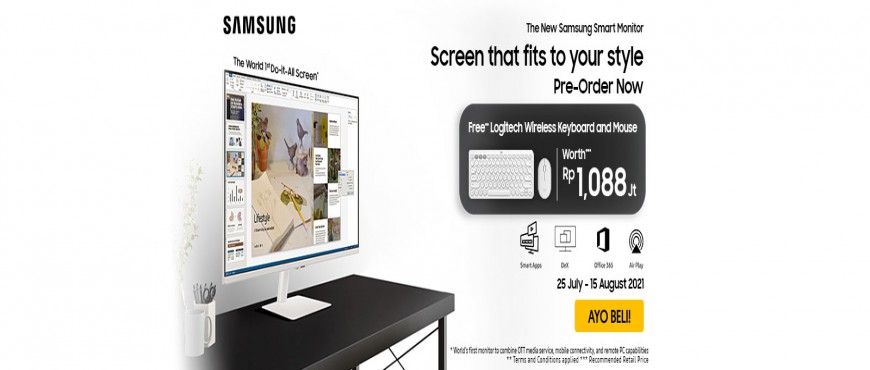 SAMSUNG
The New Samsung Smart Monitor
Screen that fits to your style
Pre-Order Now
The World 1st Do-It-All Screen*
Free** Logitech Wireless Keyboard and Mouse
Worth***
Rp 1,088 Jt
Lifestyle
Smart Apps
DeX
Office 365
Air Play
25 July - 15 August 2021
AYO BELI!
* World's first monitor to combine OTT media service, mobile connectivity, and remote PC capabilities
** Terms and Conditions applied *** Recommended Retail Price